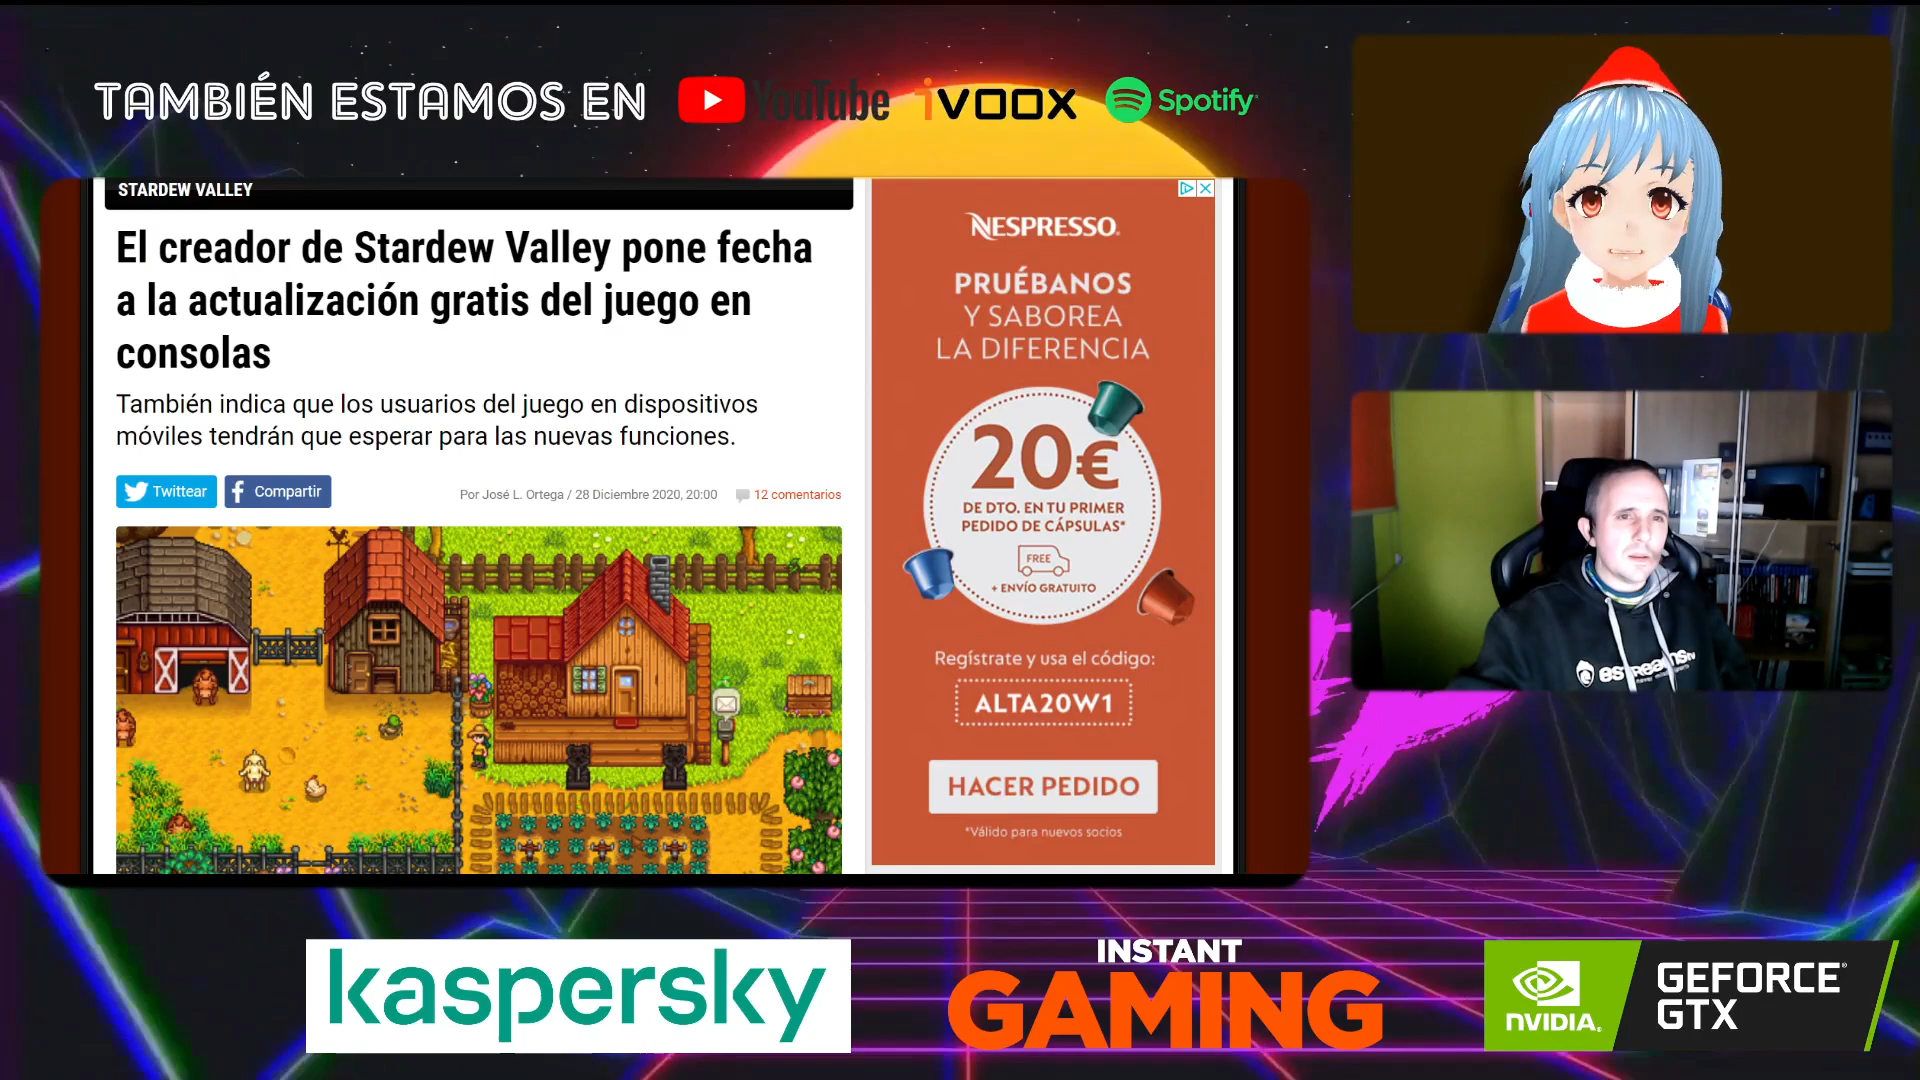 TAMBIÉN ESTAMOS EN
YouTube
iVOOX
Spotify
STARDEW VALLEY
El creador de Stardew Valley pone fecha
a la actualización gratis del juego en
consolas
También indica que los usuarios del juego en dispositivos
móviles tendrán que esperar para las nuevas funciones.
Twittear
Compartir
Por José L. Ortega / 28 Diciembre 2020, 20:00
12 comentarios
NESPRESSO.
PRUÉBANOS
Y SABOREA
LA DIFERENCIA
20€
DE DTO. EN TU PRIMER
PEDIDO DE CÁPSULAS*
FREE
+ ENVÍO GRATUITO
Regístrate y usa el código:
ALTA20W1
HACER PEDIDO
*Válido para nuevos socios
eStReamstv
kaspersky
INSTANT
GAMING
NVIDIA.
GEFORCE®
GTX